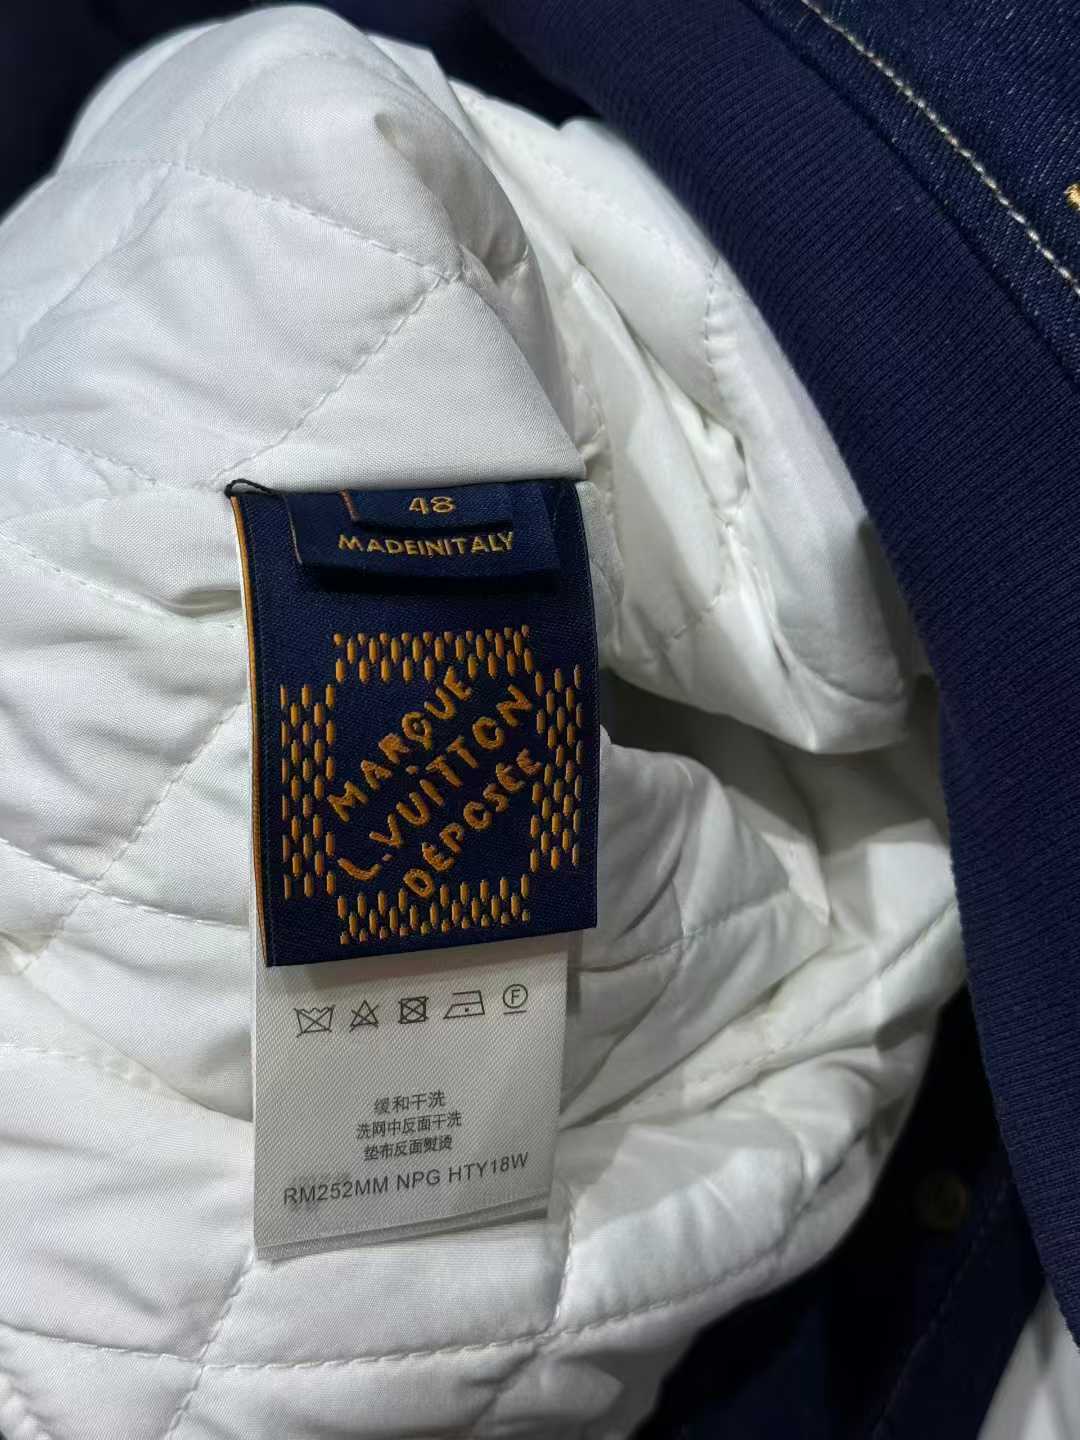 48
MADEINITALY
MARQUE
L.VUITTON
DÉPOSÉE
F
缓和干洗
洗网中反面干洗
垫布反面熨烫
RM252MM NPG HTY18W